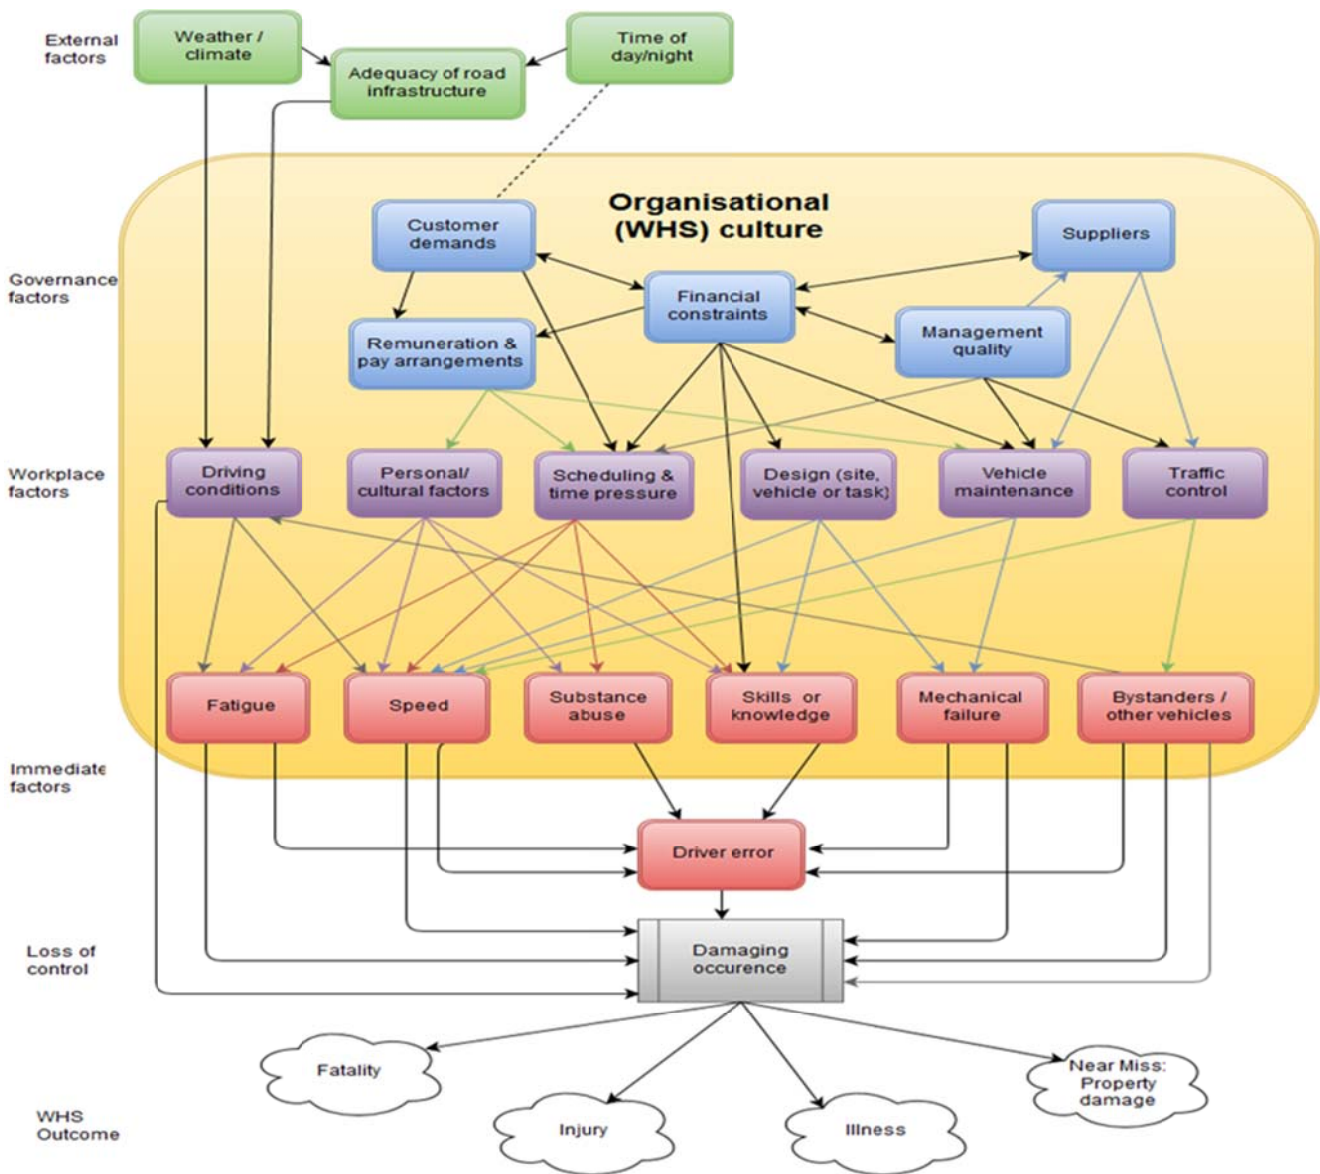 External
factors
Weather /
climate
Time of
day/night
Adequacy of road
infrastructure
Organisational
(WHS) culture
Customer
demands
Suppliers
Governance
factors
Financial
constraints
Management
quality
Remuneration &
pay arrangements
Workplace
factors
Driving
conditions
Personal/
cultural factors
Scheduling &
time pressure
Design (site,
vehicle or task)
Vehicle
maintenance
Traffic
control
Fatigue
Speed
Substance
abuse
Skills or
knowledge
Mechanical
failure
Bystanders /
other vehicles
Immediate
factors
Driver error
Loss of
control
Damaging
occurence
Fatality
Near Miss:
Property
damage
WHS
Outcome
Injury
Illness